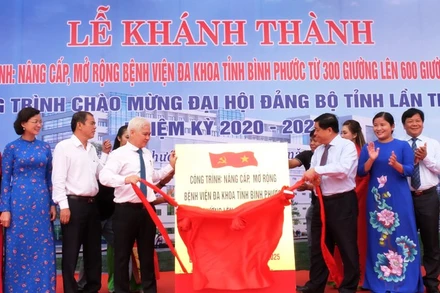 LỄ KHÁNH THÀNH
NH: NÂNG CẤP, MỞ RỘNG BỆNH VIỆN ĐA KHOA TỈNH BÌNH PHƯỚC TỪ 300 GIƯỜNG LÊN 600 GIƯỜ
G TRÌNH CHÀO MỪNG ĐẠI HỘI ĐẢNG BỘ TỈNH LẦN T
NHIỆM KỲ 2020 - 202
CÔNG TRÌNH: NÂNG CẤP, MỞ RỘNG
BỆNH VIỆN ĐA KHOA TỈNH BÌNH PHƯỚC